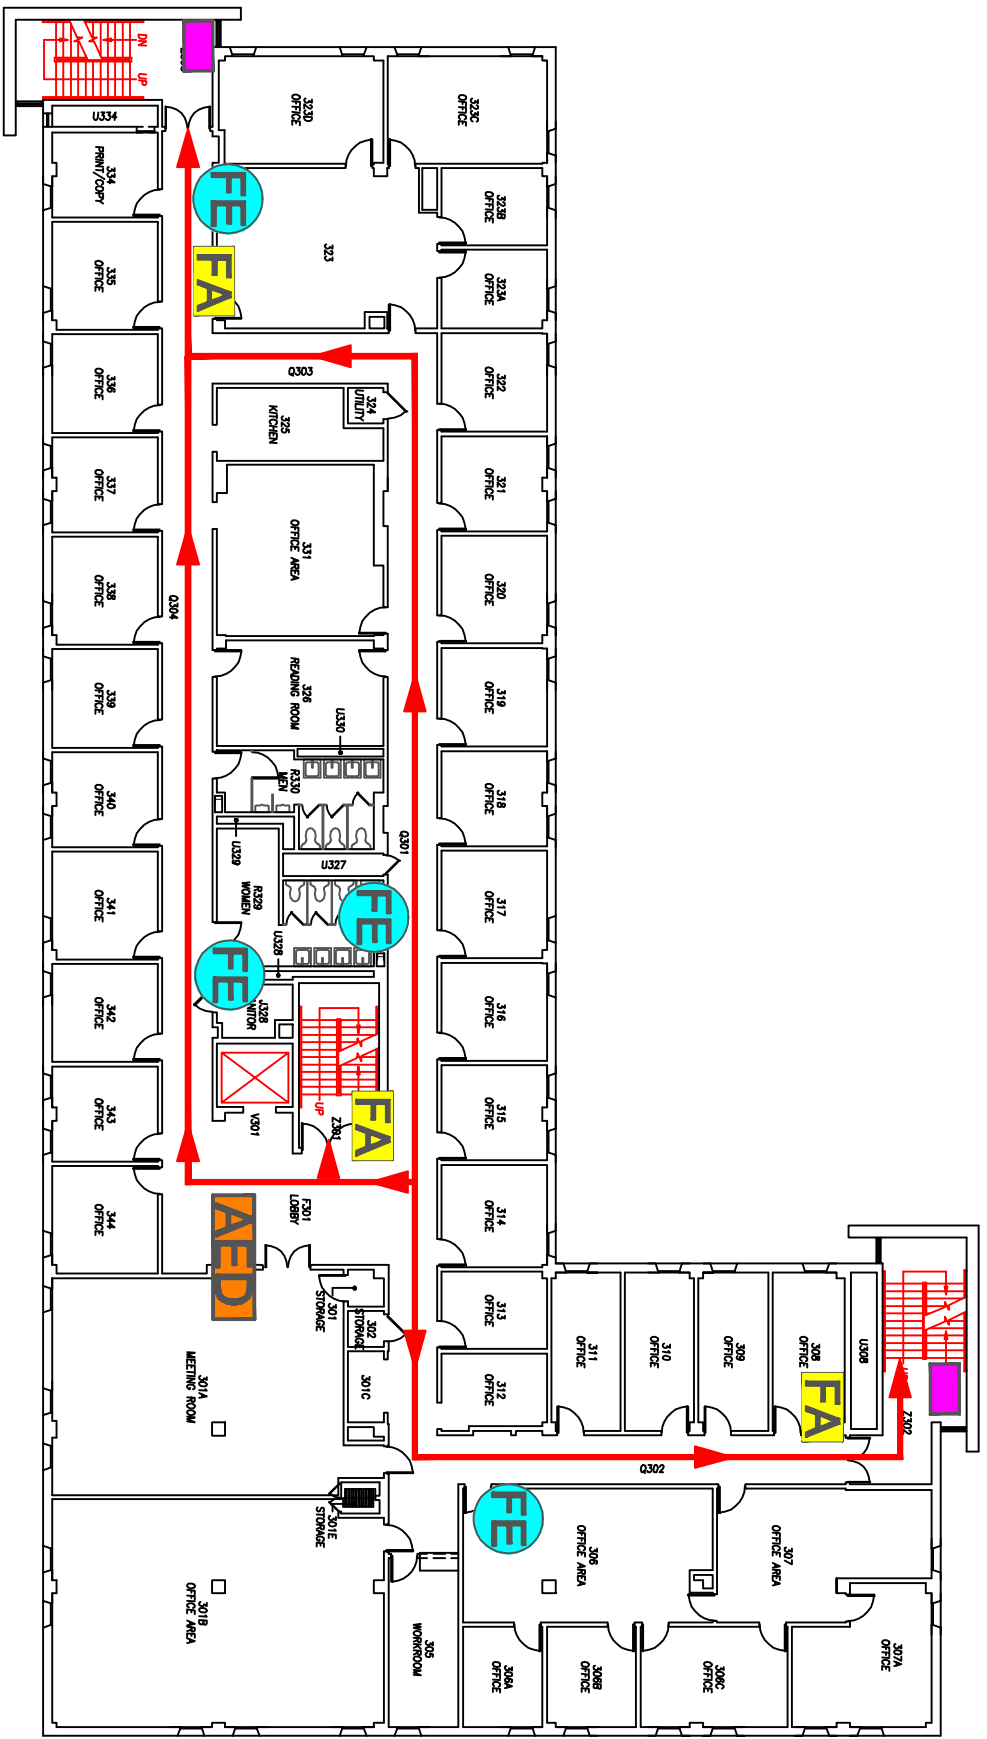 DN
UP
U334
334
PRINT/COPY
323D
OFFICE
323C
OFFICE
FE
323B
OFFICE
323
FA
335
OFFICE
323A
OFFICE
336
OFFICE
Q303
322
OFFICE
324
UTILITY
325
KITCHEN
337
OFFICE
321
OFFICE
331
OFFICE AREA
338
OFFICE
Q304
320
OFFICE
339
OFFICE
326
READING ROOM
319
OFFICE
U330
R330
MEN
340
OFFICE
318
OFFICE
Q301
U329
U327
341
OFFICE
R329
WOMEN
FE
317
OFFICE
U328
FE
342
OFFICE
J328
NITOR
316
OFFICE
UP
343
OFFICE
V301
Z301
FA
315
OFFICE
344
OFFICE
AED
F301
LOBBY
314
OFFICE
301
STORAGE
302
STORAGE
313
OFFICE
311
OFFICE
310
OFFICE
309
OFFICE
308
OFFICE
U308
301A
MEETING ROOM
301C
312
OFFICE
FA
Z302
Q302
301E
STORAGE
FE
306
OFFICE AREA
307
OFFICE AREA
301B
OFFICE AREA
305
WORKROOM
306A
OFFICE
306B
OFFICE
306C
OFFICE
307A
OFFICE